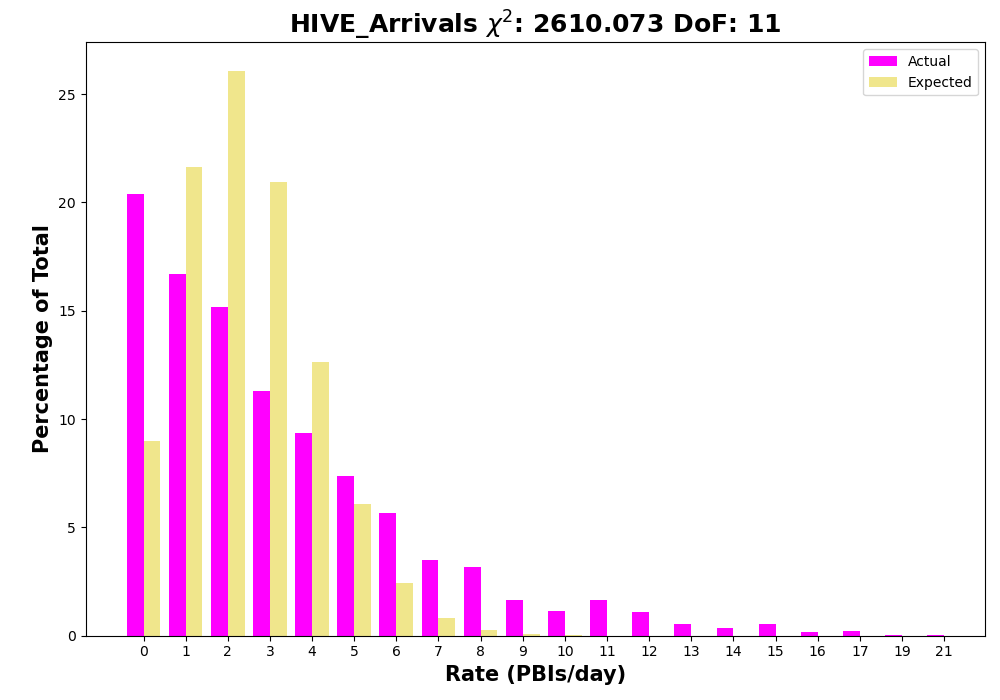 HIVE_Arrivals χ²: 2610.073 DoF: 11
Actual
Expected
Percentage of Total
25
20
15
10
5
0
0 1 2 3 4 5 6 7 8 9 10 11 12 13 14 15 16 17 19 21
Rate (PBIs/day)